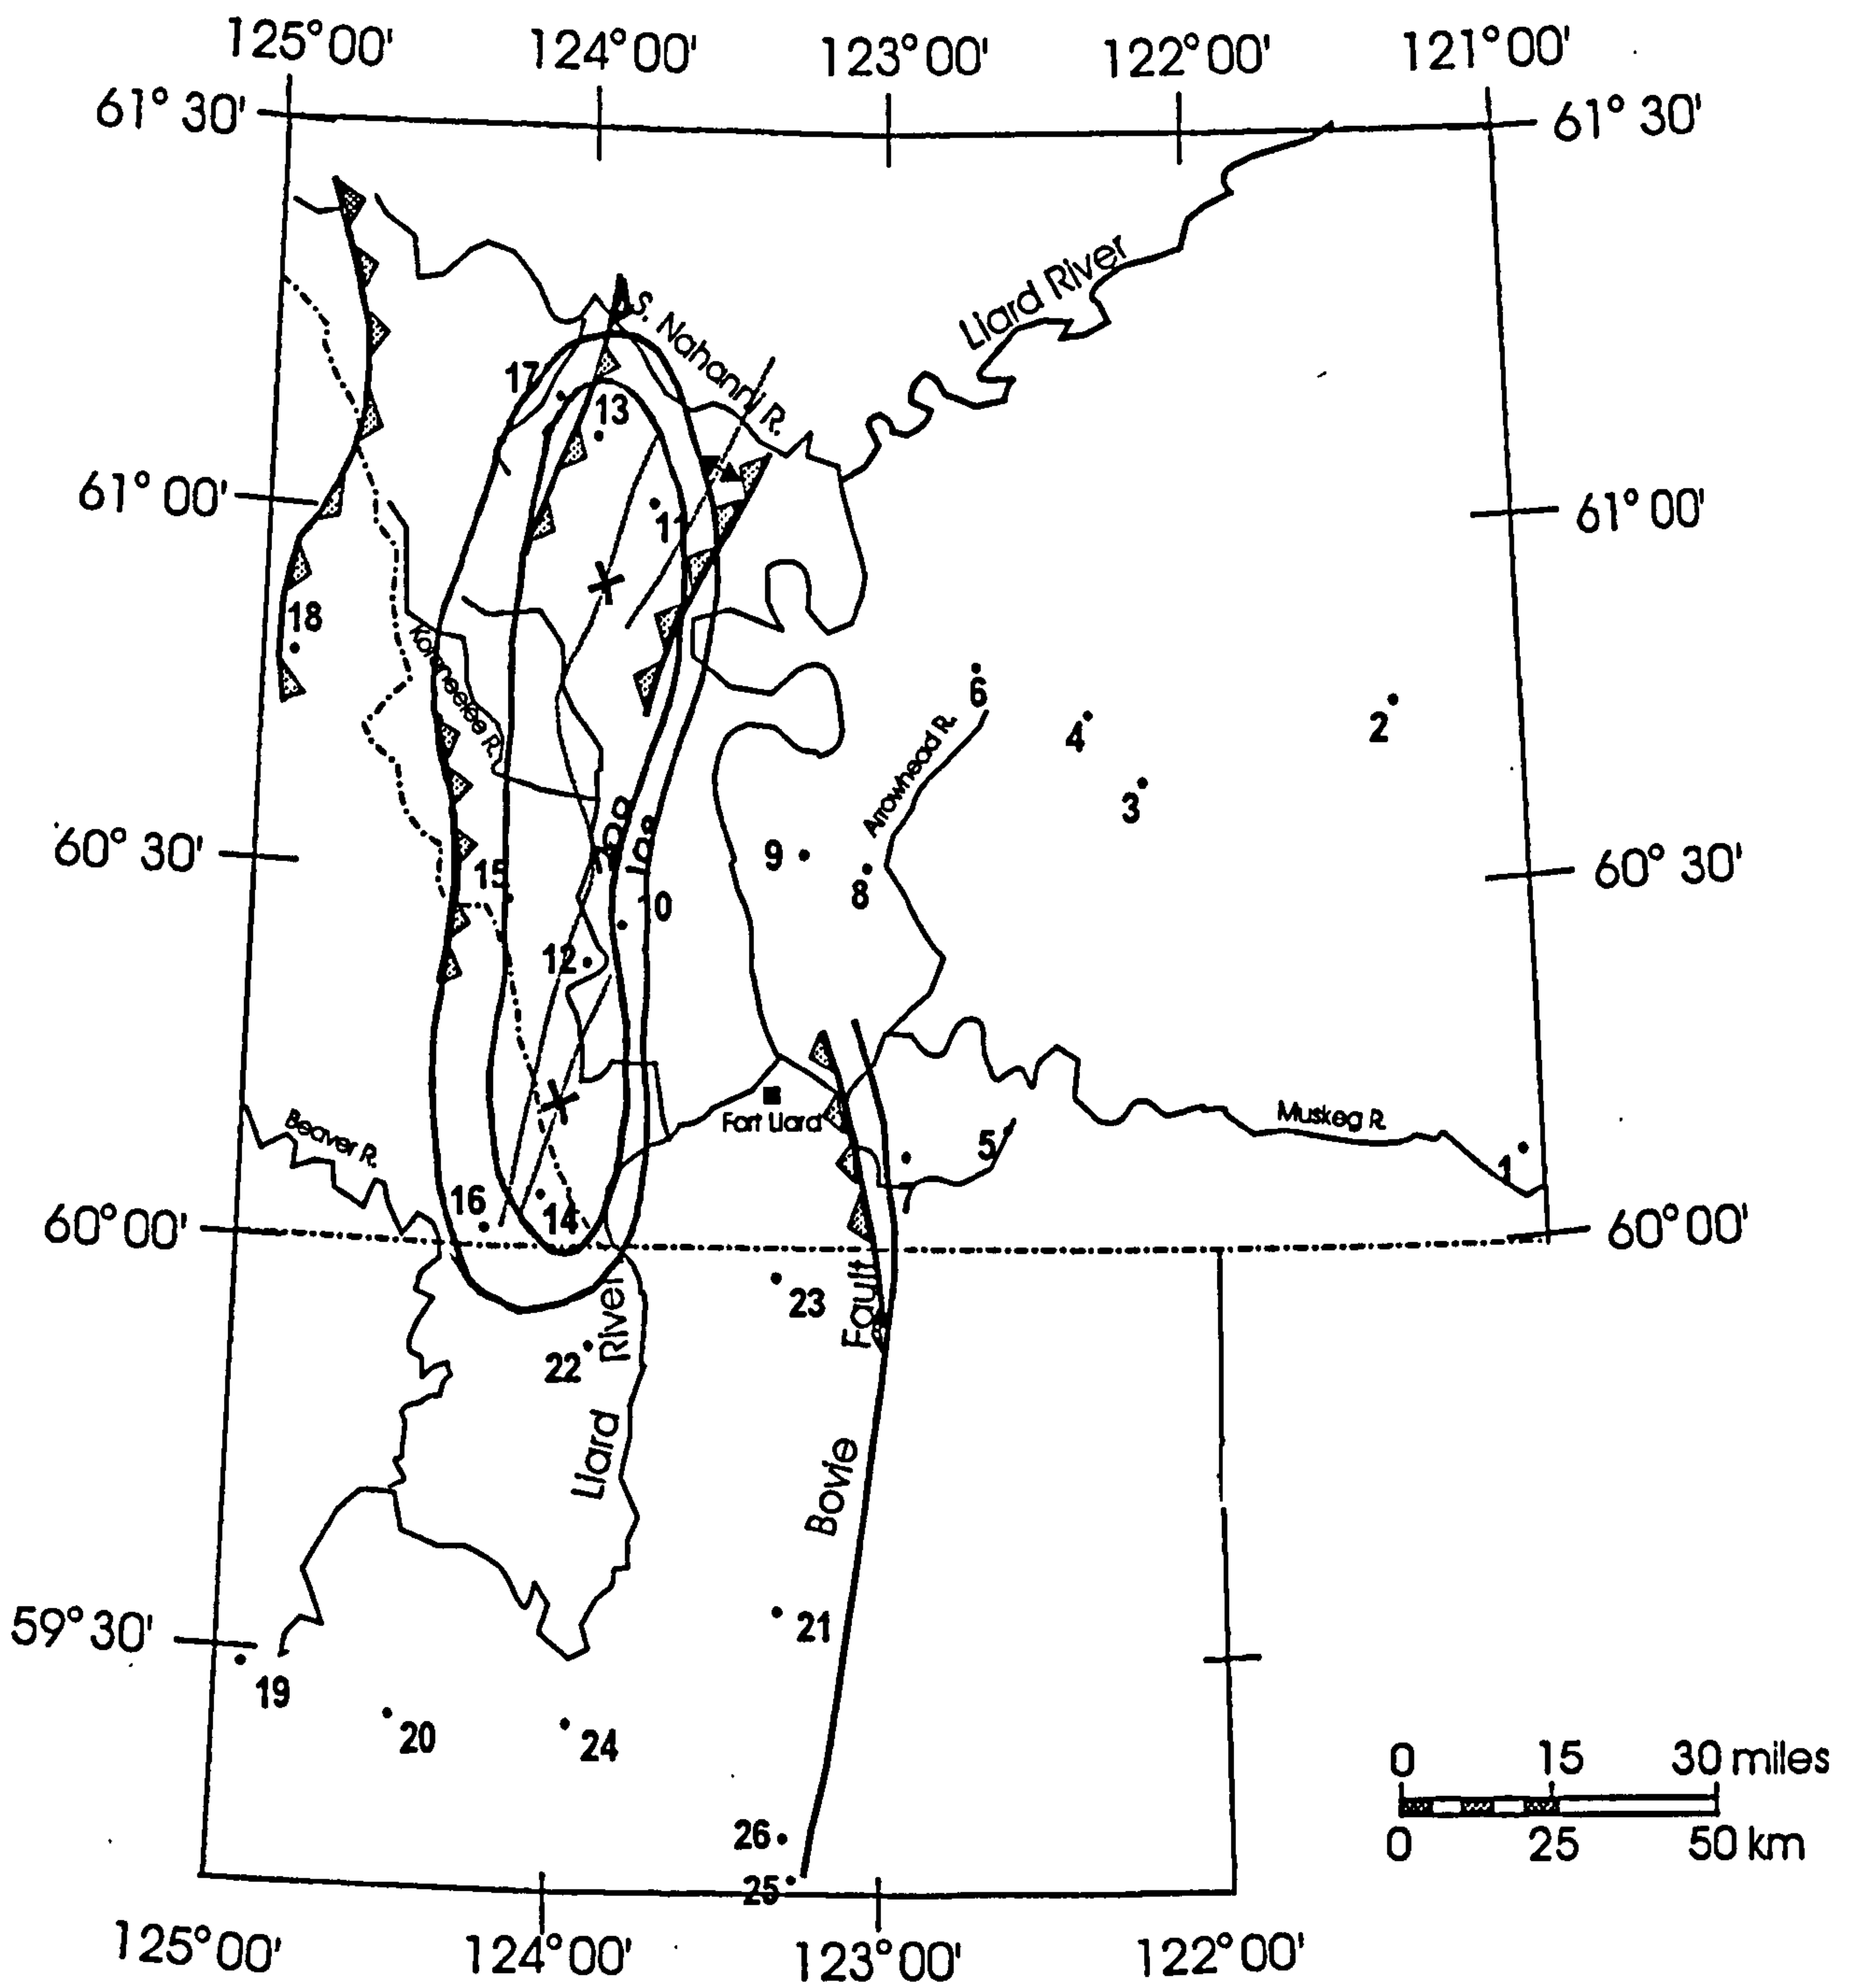 125°00' 124°00' 123°00' 122°00' 121°00'
61° 30' 61° 30'
Liard River
S. Nahanni R.
17
13
61° 00' 61° 00'
11
18
Kotaneelee R.
6
4
2
Arrowhead R.
3
60° 30' 60° 30'
9
8
15
10
12
Fort Liard
Beaver R.
Muskeg R.
5
1
7
16
14
60° 00' 60° 00'
23
22
Liard River
Bovie Fault
59° 30'
21
19
20
24
26
25
0 15 30 miles
0 25 50 km
125°00' 124°00' 123°00' 122°00'